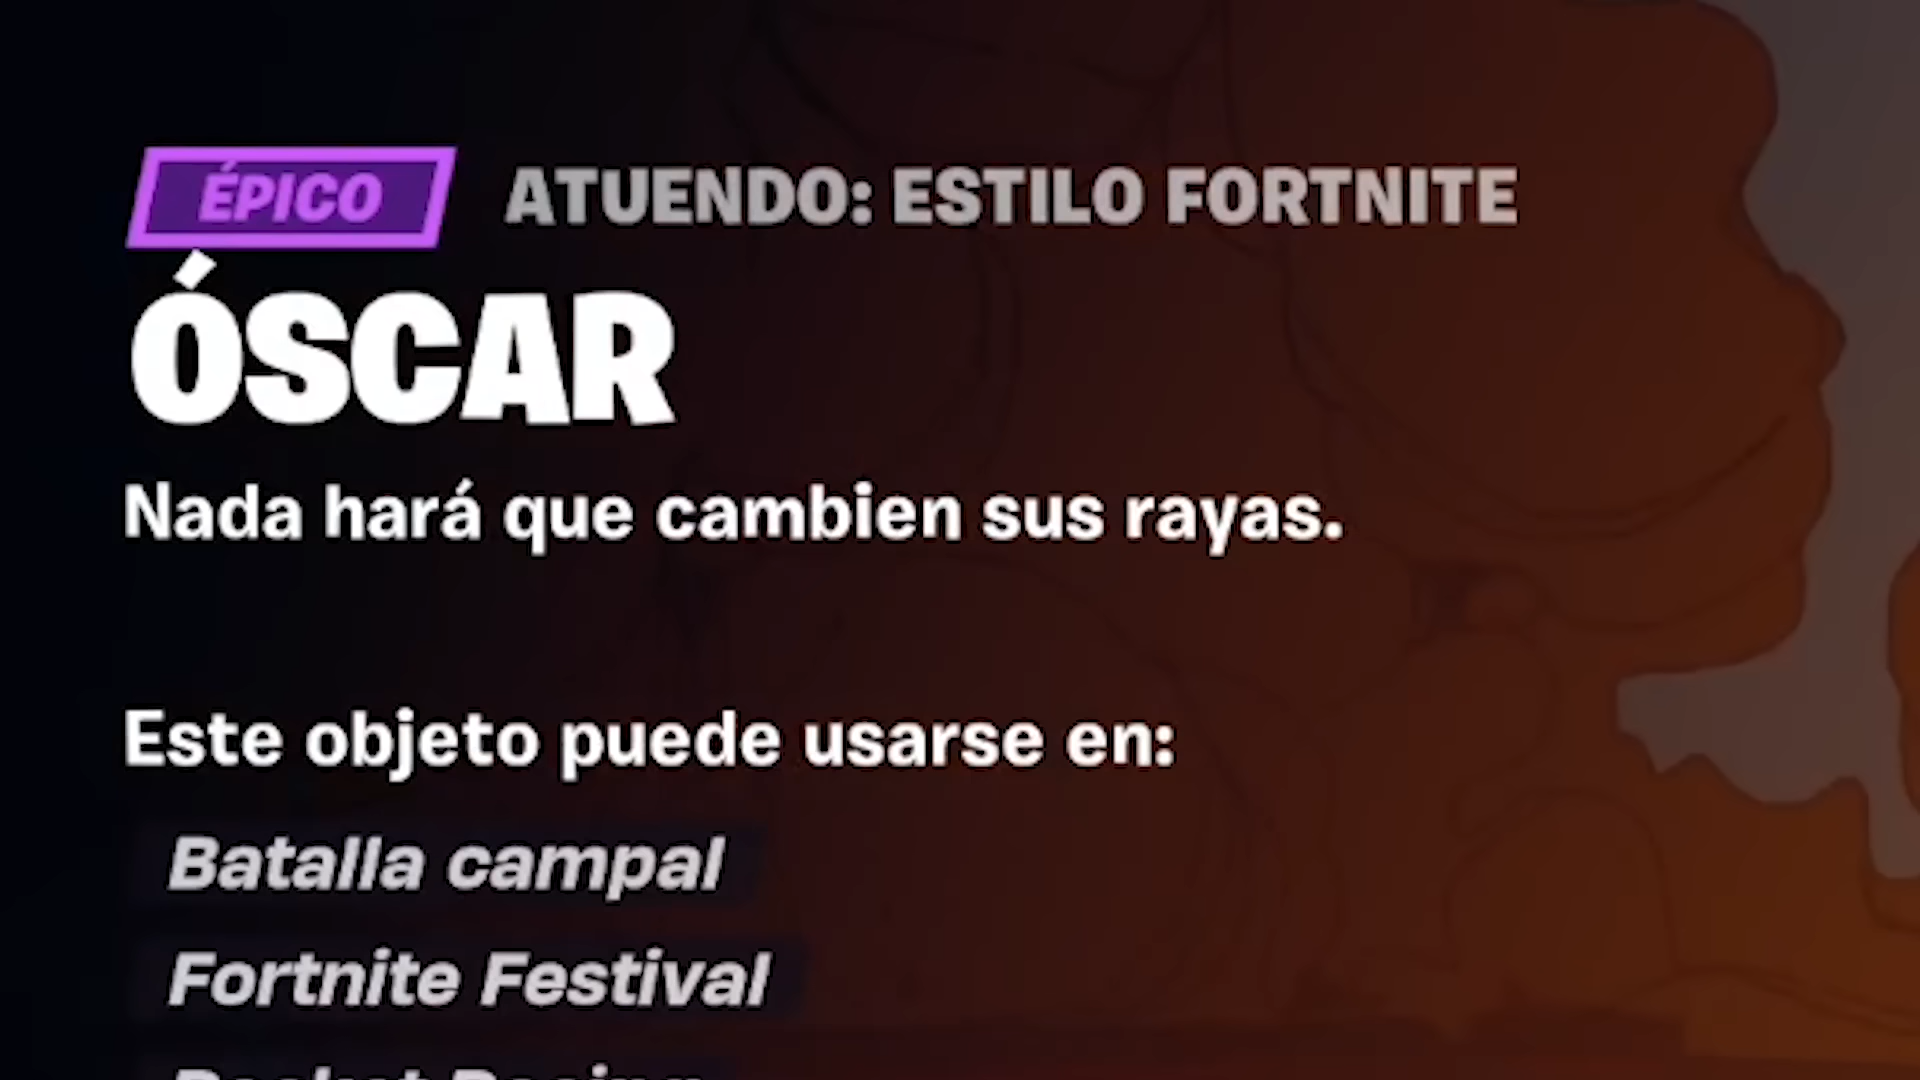 ÉPICO ATUENDO: ESTILO FORTNITE
ÓSCAR
Nada hará que cambien sus rayas.
Este objeto puede usarse en:
Batalla campal
Fortnite Festival